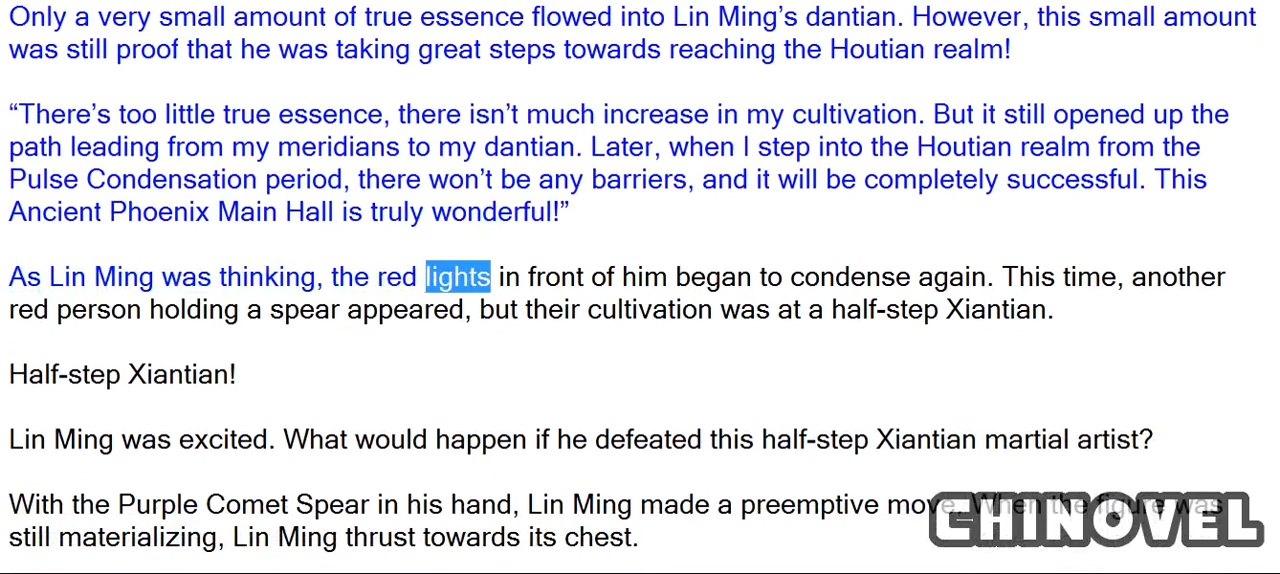 Only a very small amount of true essence flowed into Lin Ming’s dantian. However, this small amount
was still proof that he was taking great steps towards reaching the Houtian realm!
“There’s too little true essence, there isn’t much increase in my cultivation. But it still opened up the
path leading from my meridians to my dantian. Later, when I step into the Houtian realm from the
Pulse Condensation period, there won’t be any barriers, and it will be completely successful. This
Ancient Phoenix Main Hall is truly wonderful!”
As Lin Ming was thinking, the red lights in front of him began to condense again. This time, another
red person holding a spear appeared, but their cultivation was at a half-step Xiantian.
Half-step Xiantian!
Lin Ming was excited. What would happen if he defeated this half-step Xiantian martial artist?
With the Purple Comet Spear in his hand, Lin Ming made a preemptive move. When the figure was
still materializing, Lin Ming thrust towards its chest.
CHINOVEL